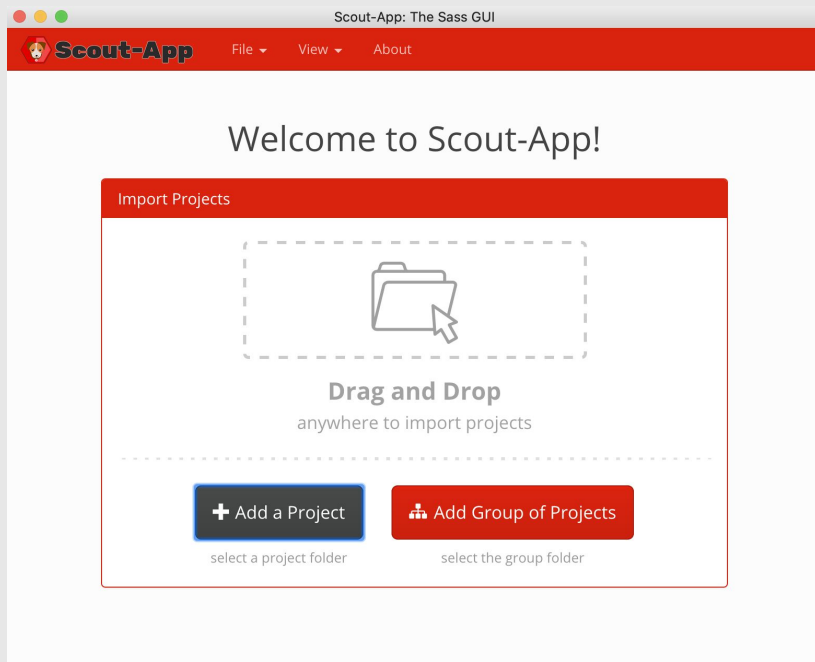 Scout-App: The Sass GUI
Scout-App File View About
Welcome to Scout-App!
Import Projects
Drag and Drop
anywhere to import projects
Add a Project Add Group of Projects
select a project folder select the group folder